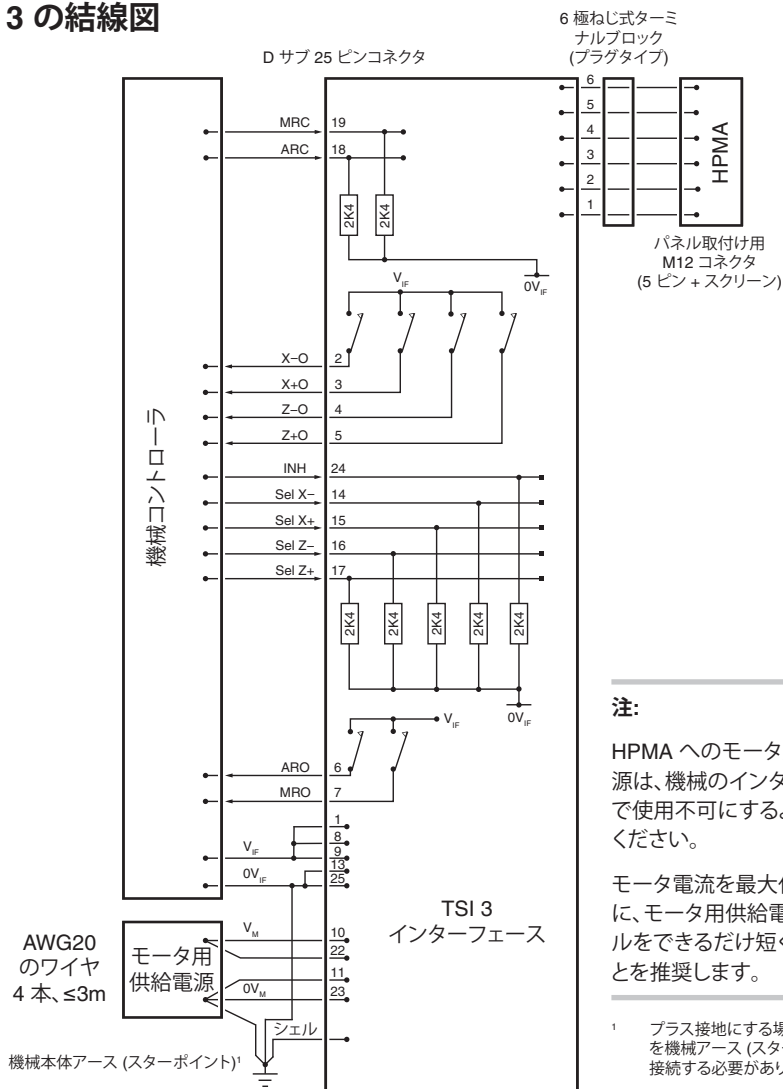 3 の結線図
6 極ねじ式ターミ
ナルブロック
(プラグタイプ)
D サブ 25 ピンコネクタ
6
5
4
3
2
1
HPMA
パネル取付け用
M12 コネクタ
(5 ピン + スクリーン)
MRC 19
ARC 18
2K4 2K4
0VIF
VIF
X–O 2
X+O 3
Z–O 4
Z+O 5
機械コントローラ
INH 24
Sel X– 14
Sel X+ 15
Sel Z– 16
Sel Z+ 17
2K4 2K4 2K4 2K4 2K4
0VIF
VIF
ARO 6
MRO 7
1
8
VIF 9
13
0VIF 25
TSI 3
インターフェース
AWG20
のワイヤ
4 本、≤3m
モータ用
供給電源
VM 10
22
11
0VM 23
シェル
機械本体アース (スターポイント)1
注:
HPMA へのモータ
源は、機械のインタ
で使用不可にする
ください。
モータ電流を最大
に、モータ用供給電
ルをできるだけ短く
とを推奨します。
1 プラス接地にする場
を機械アース (スタ
接続する必要があり